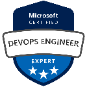 Microsoft
CERTIFIED
DEVOPS ENGINEER
EXPERT